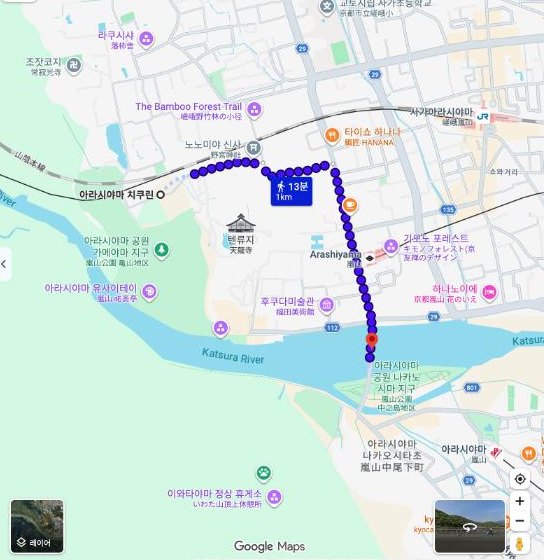 교토시립 사가초등학교
京都市立嵯峨小
라쿠시샤
落柿舎
조잣코지
常寂光寺
29
The Bamboo Forest Trail
嵯峨野竹林の小径
사가아라시야마
嵯峨嵐山
JR
타이쇼 하나나
鯛匠 HANANA
노노미야 신사
野宮神社
山陰本線
소와 거리
아라시야마 치쿠린
13분
1km
29
135
텐류지
天龍寺
아라시야마 공원
가메야마 지구
嵐山公園 亀山地区
Arashiyama
嵐山
기모노 포레스트
キモノフォレスト(京
友禅のデザイン
하나노이에
京都嵐山 花のいえ
아라시야마 유사이테이
嵐山 祐斎亭
후쿠다미술관
福田美術館
112
29
River
Katsura River
Katsura
아라시야마
공원 나카노
시마 지구
嵐山公園
中之島地区
801
아라시야마
나카오시타초
嵐山中尾下町
아라시야마
嵐山
이와타야마 정상 휴게소
いわた山頂上休憩所
ky
kyoca
레이어
Google Maps